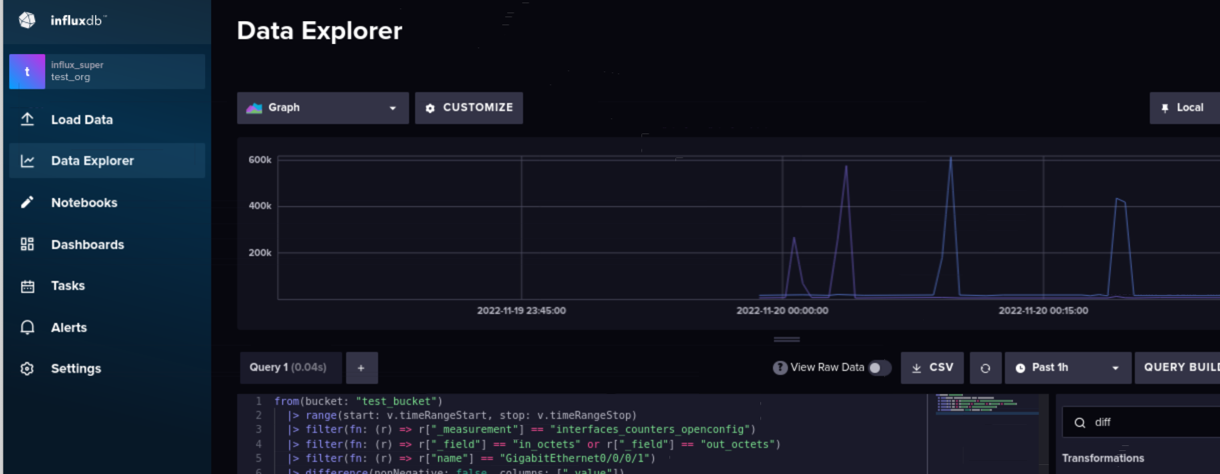 influxdb™
Data Explorer
t
influx_super
test_org
Graph
CUSTOMIZE
Local
Load Data
Data Explorer
Notebooks
Dashboards
Tasks
Alerts
Settings
600k
400k
200k
2022-11-19 23:45:00
2022-11-20 00:00:00
2022-11-20 00:15:00
Query 1 (0.04s)
+
? View Raw Data
CSV
Past 1h
QUERY BUIL
1 from(bucket: "test_bucket")
2 |> range(start: v.timeRangeStart, stop: v.timeRangeStop)
3 |> filter(fn: (r) => r["_measurement"] == "interfaces_counters_openconfig")
4 |> filter(fn: (r) => r["_field"] == "in_octets" or r["_field"] == "out_octets")
5 |> filter(fn: (r) => r["name"] == "GigabitEthernet0/0/0/1")
6 |> difference(nonNegative: false, columns: ["_value"])
diff
Transformations